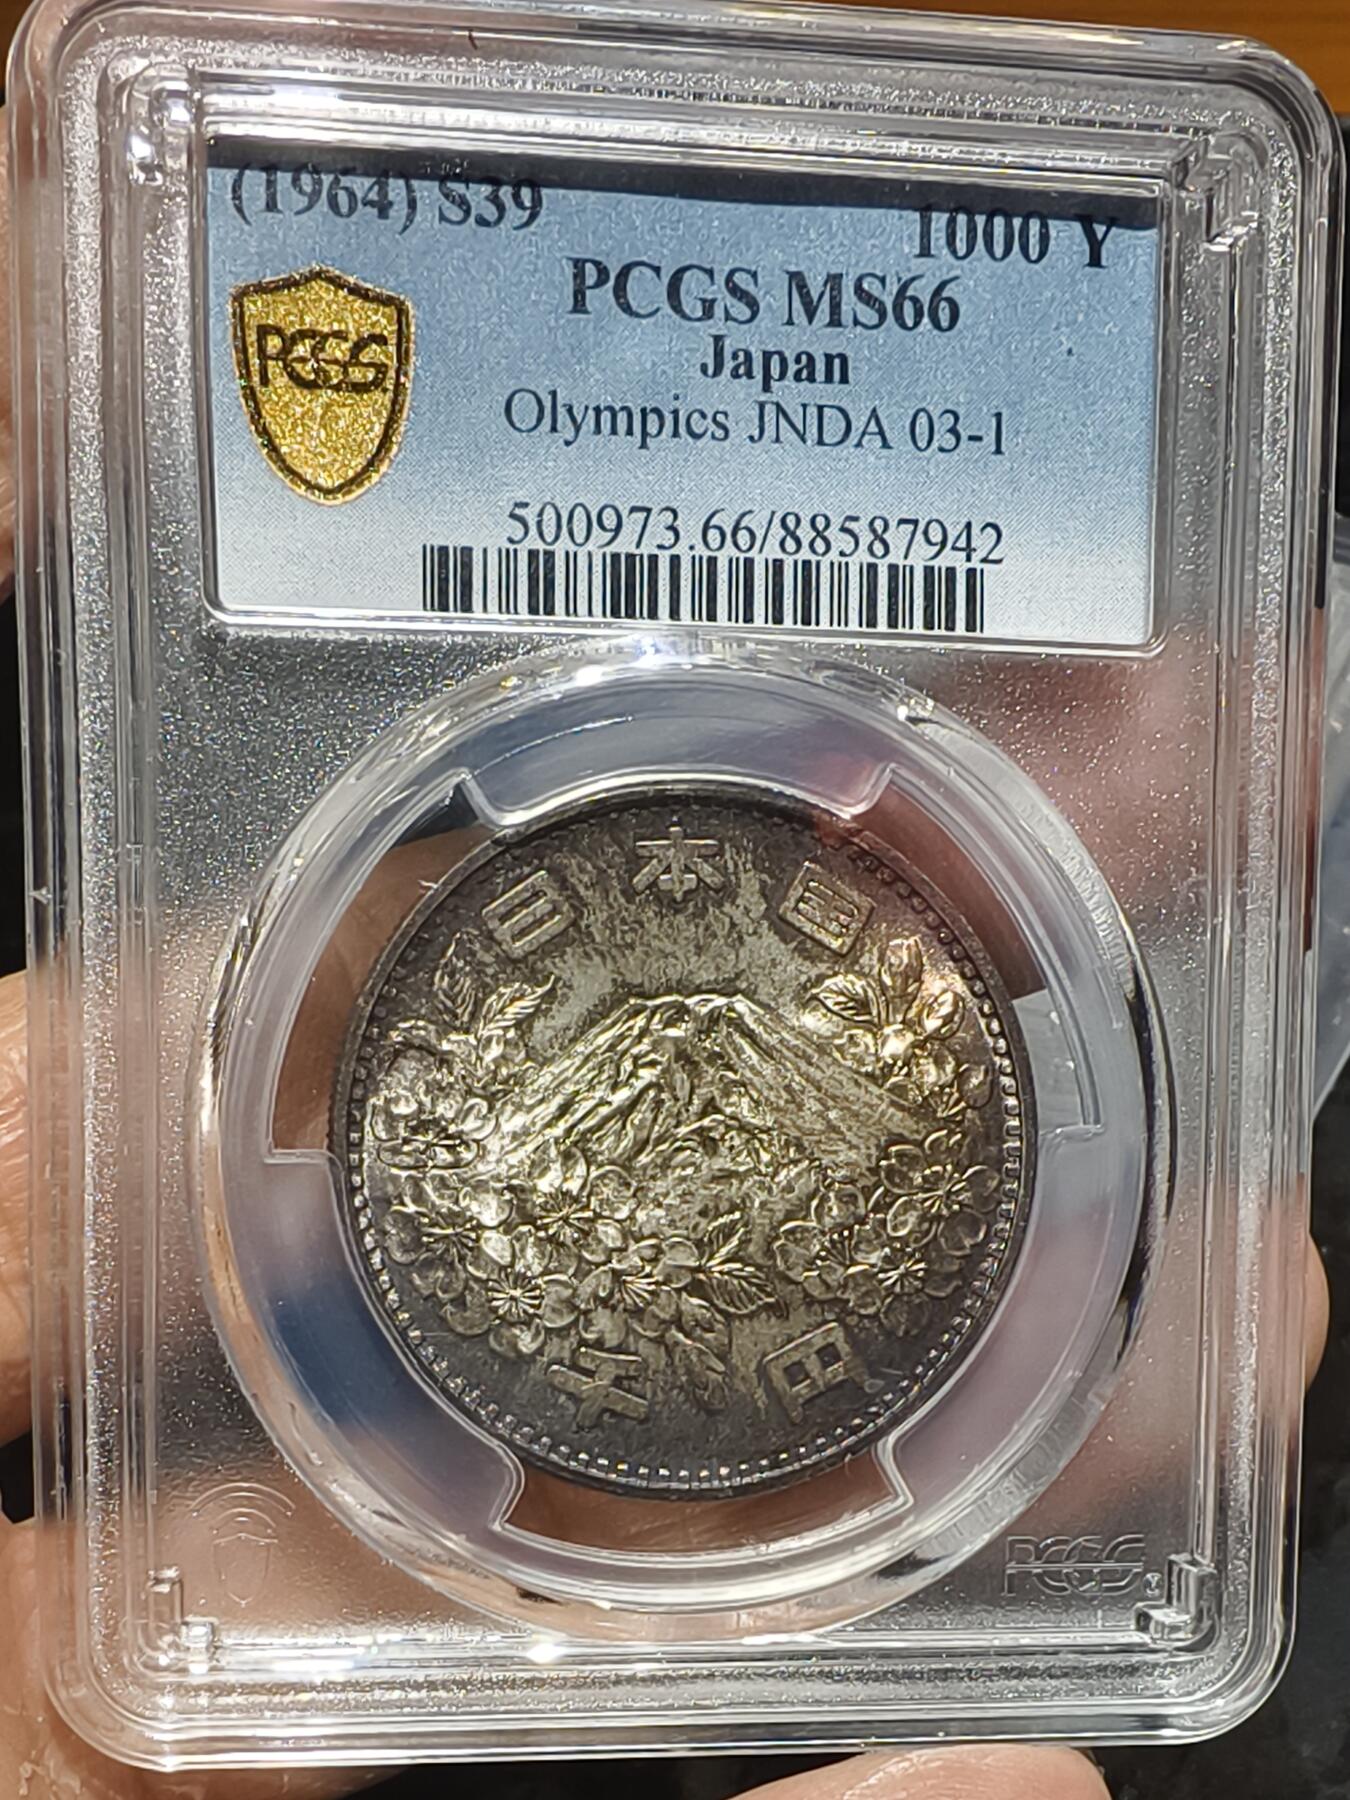 (1964) S39 1000 Y
PCGS MS66
Japan
PCGS
Olympics JNDA 03-1
500973.66/88587942
日本国
千円
PCGS